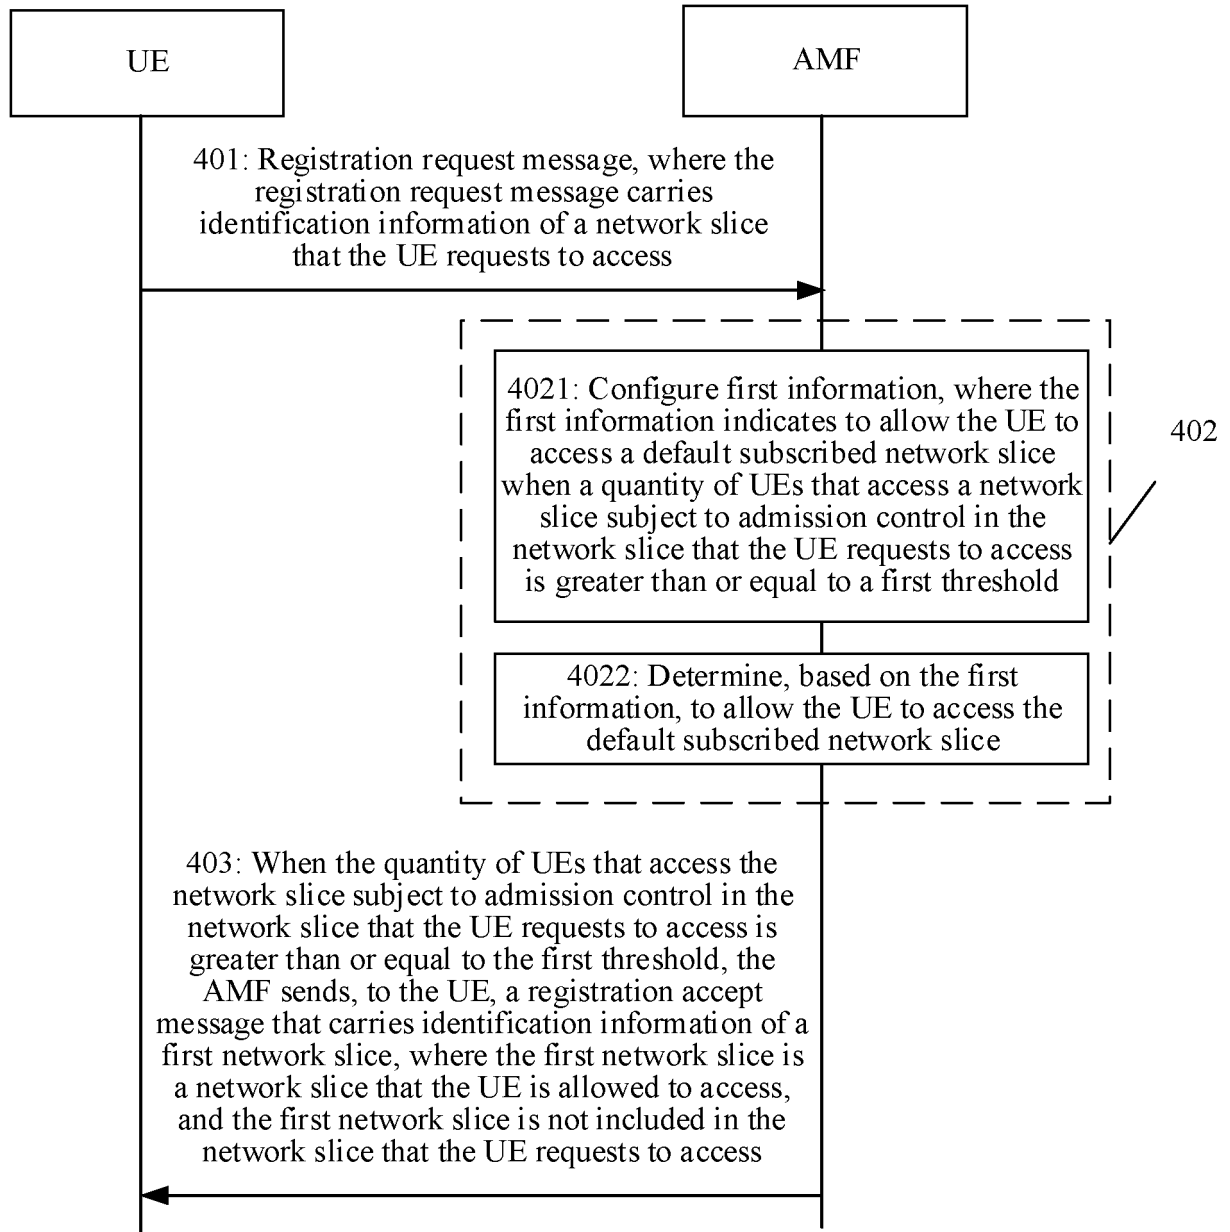 UE
AMF
401: Registration request message, where the
registration request message carries
identification information of a network slice
that the UE requests to access
4021: Configure first information, where the
first information indicates to allow the UE to
access a default subscribed network slice
when a quantity of UEs that access a network
slice subject to admission control in the
network slice that the UE requests to access
is greater than or equal to a first threshold
402
4022: Determine, based on the first
information, to allow the UE to access the
default subscribed network slice
403: When the quantity of UEs that access the
network slice subject to admission control in the
network slice that the UE requests to access is
greater than or equal to the first threshold, the
AMF sends, to the UE, a registration accept
message that carries identification information of a
first network slice, where the first network slice is
a network slice that the UE is allowed to access,
and the first network slice is not included in the
network slice that the UE requests to access